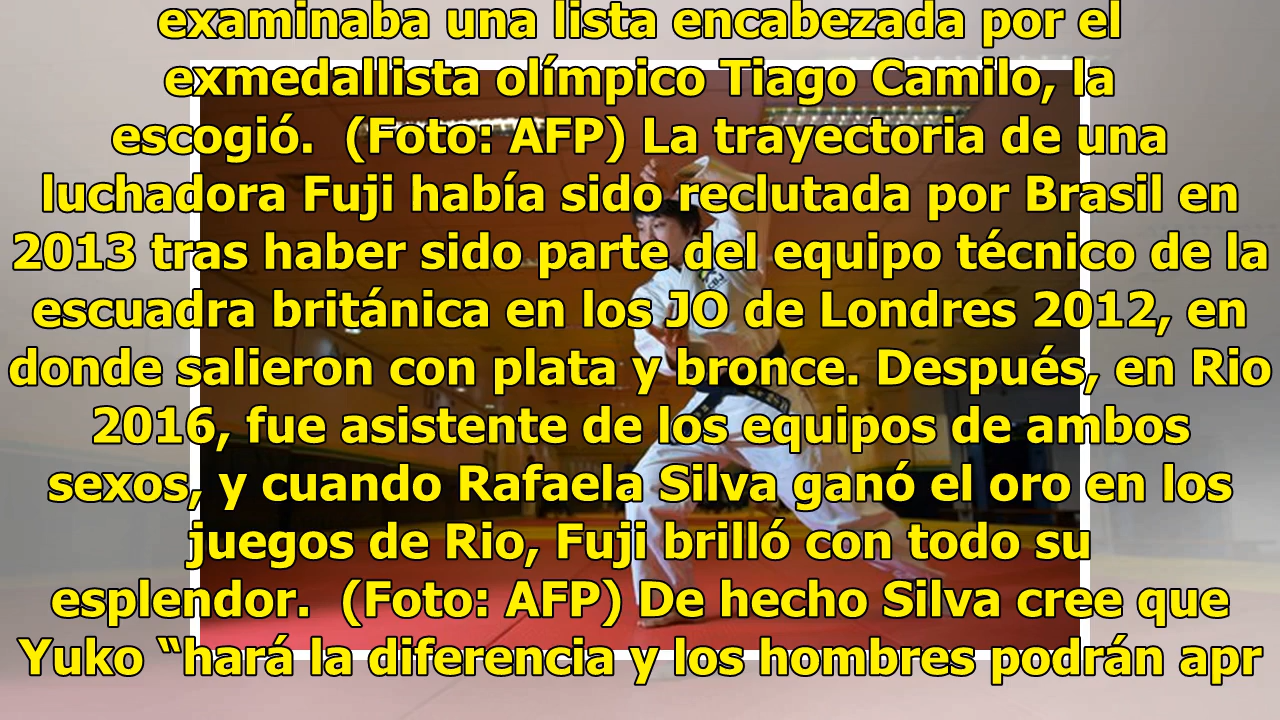 examinaba una lista encabezada por el
exmedallista olímpico Tiago Camilo, la
escogió.  (Foto: AFP) La trayectoria de una
luchadora Fuji había sido reclutada por Brasil en
2013 tras haber sido parte del equipo técnico de la
escuadra británica en los JO de Londres 2012, en
donde salieron con plata y bronce. Después, en Rio
2016, fue asistente de los equipos de ambos
sexos, y cuando Rafaela Silva ganó el oro en los
juegos de Rio, Fuji brilló con todo su
esplendor.  (Foto: AFP) De hecho Silva cree que
Yuko “hará la diferencia y los hombres podrán apr